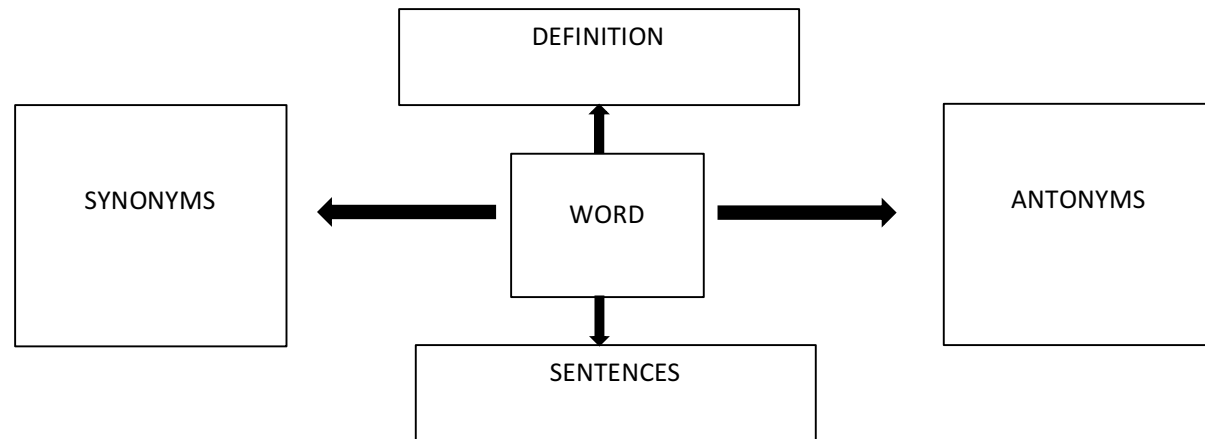 DEFINITION
SYNONYMS
WORD
ANTONYMS
SENTENCES